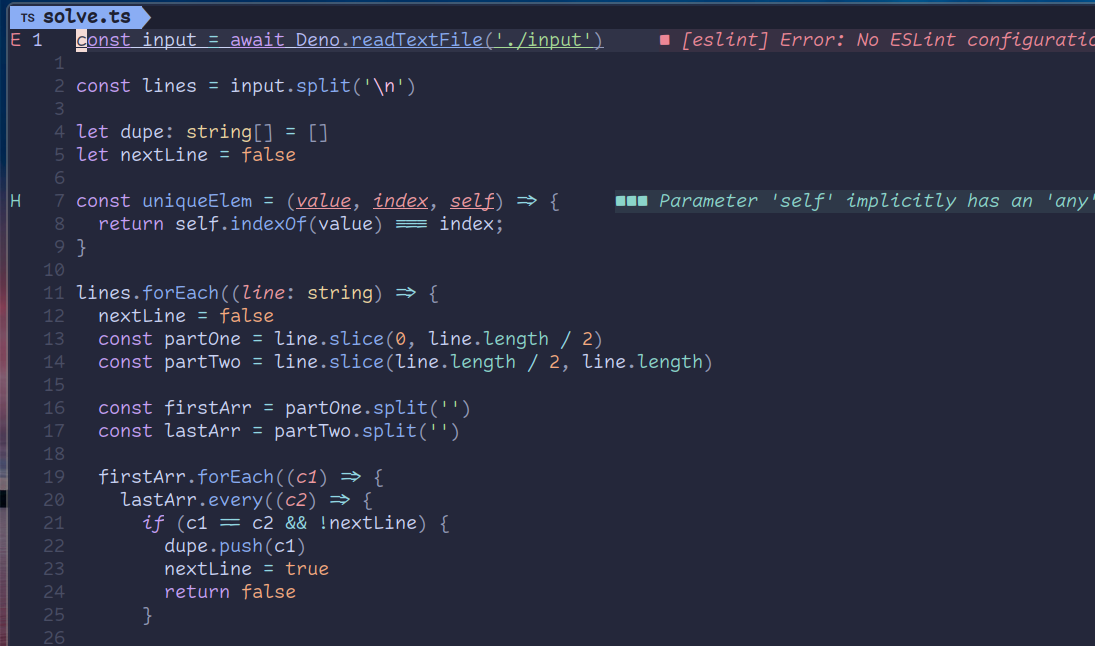 TS solve.ts
E 1 const input = await Deno.readTextFile('./input') ■ [eslint] Error: No ESLint configuratio
1
2 const lines = input.split('\n')
3
4 let dupe: string[] = []
5 let nextLine = false
6
H 7 const uniqueElem = (value, index, self) => { ■■■ Parameter 'self' implicitly has an 'any'
8 return self.indexOf(value) === index;
9 }
10
11 lines.forEach((line: string) => {
12 nextLine = false
13 const partOne = line.slice(0, line.length / 2)
14 const partTwo = line.slice(line.length / 2, line.length)
15
16 const firstArr = partOne.split('')
17 const lastArr = partTwo.split('')
18
19 firstArr.forEach((c1) => {
20 lastArr.every((c2) => {
21 if (c1 == c2 && !nextLine) {
22 dupe.push(c1)
23 nextLine = true
24 return false
25 }
26